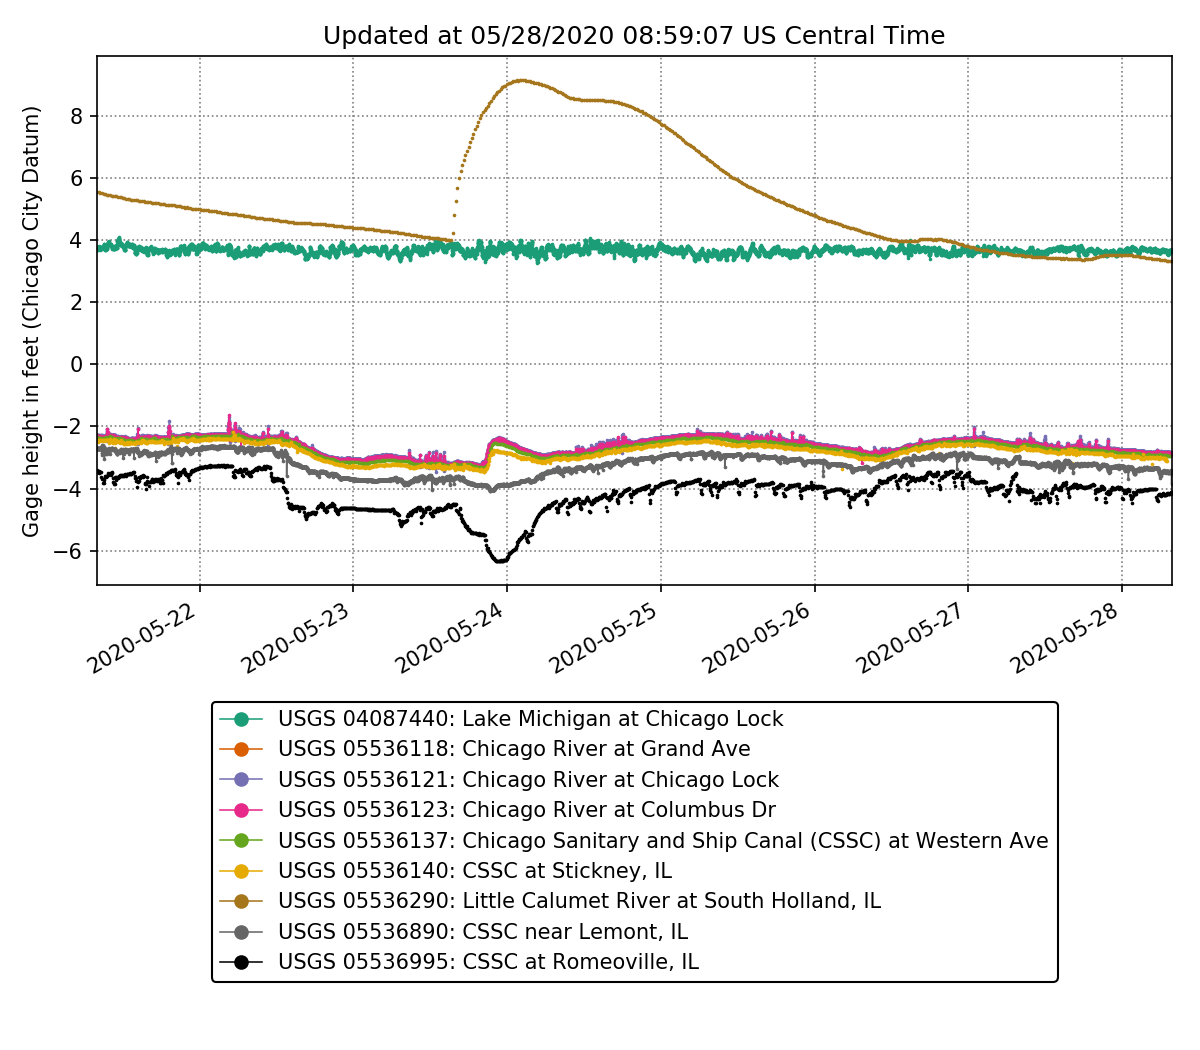 Updated at 05/28/2020 08:59:07 US Central Time
Gage height in feet (Chicago City Datum)
8
6
4
2
0
−2
−4
−6
2020-05-22
2020-05-23
2020-05-24
2020-05-25
2020-05-26
2020-05-27
2020-05-28
USGS 04087440: Lake Michigan at Chicago Lock
USGS 05536118: Chicago River at Grand Ave
USGS 05536121: Chicago River at Chicago Lock
USGS 05536123: Chicago River at Columbus Dr
USGS 05536137: Chicago Sanitary and Ship Canal (CSSC) at Western Ave
USGS 05536140: CSSC at Stickney, IL
USGS 05536290: Little Calumet River at South Holland, IL
USGS 05536890: CSSC near Lemont, IL
USGS 05536995: CSSC at Romeoville, IL